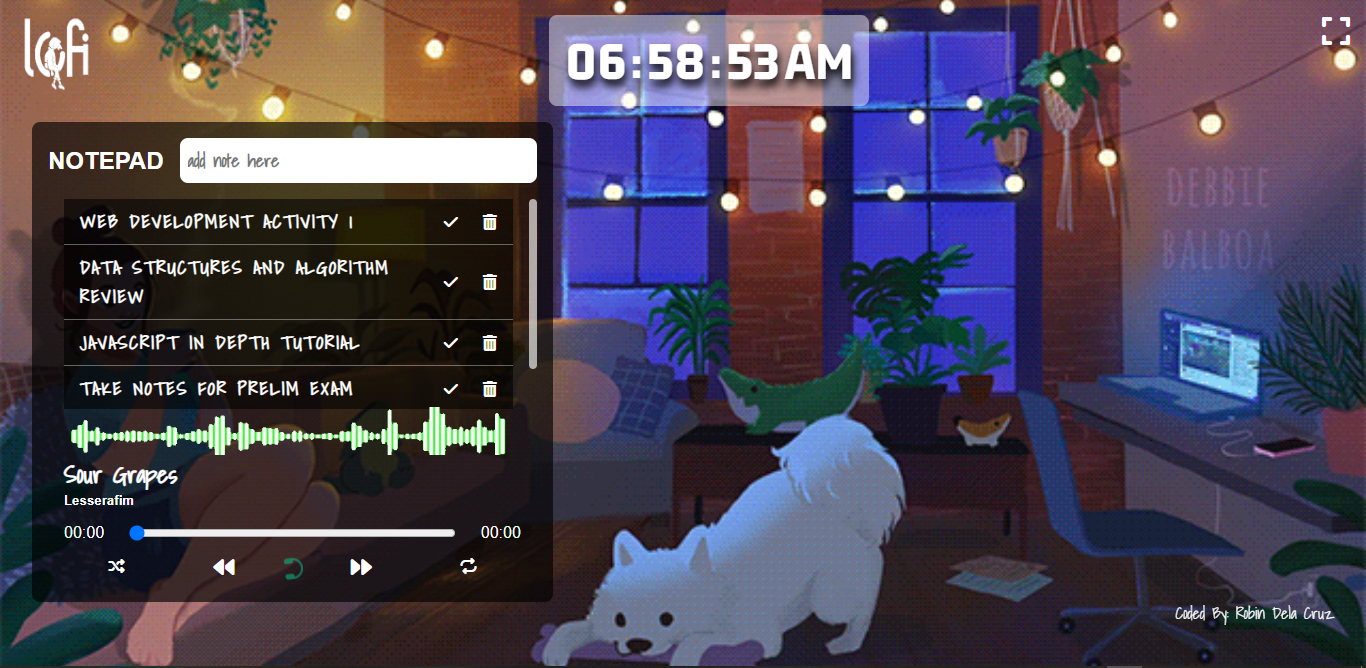 lofi
06:58:53 AM
NOTEPAD
add note here
WEB DEVELOPMENT ACTIVITY 1
DATA STRUCTURES AND ALGORITHM
REVIEW
JAVASCRIPT IN DEPTH TUTORIAL
TAKE NOTES FOR PRELIM EXAM
DEBBIE
BALBOA
Sour Grapes
Lesserafim
00:00
00:00
Coded By: Robin Dela Cruz